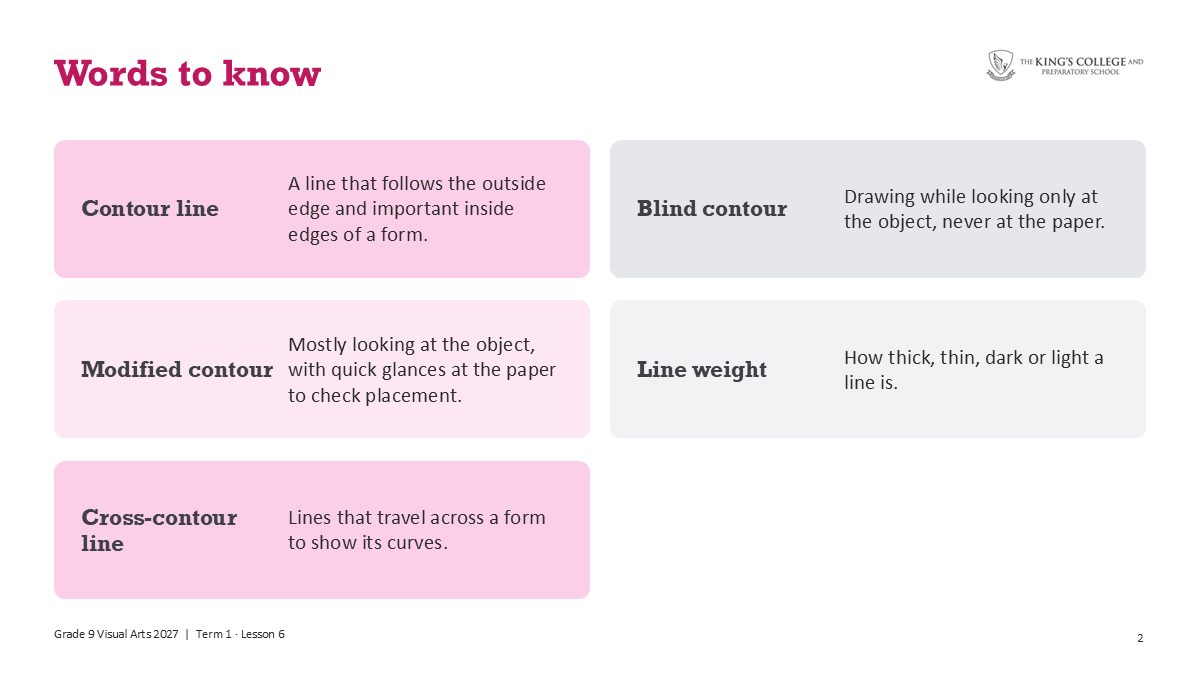 Words to know
THE KING'S COLLEGE AND
PREPARATORY SCHOOL
Contour line
A line that follows the outside
edge and important inside
edges of a form.
Blind contour
Drawing while looking only at
the object, never at the paper.
Modified contour
Mostly looking at the object,
with quick glances at the paper
to check placement.
Line weight
How thick, thin, dark or light a
line is.
Cross-contour
line
Lines that travel across a form
to show its curves.
Grade 9 Visual Arts 2027 | Term 1 · Lesson 6
2